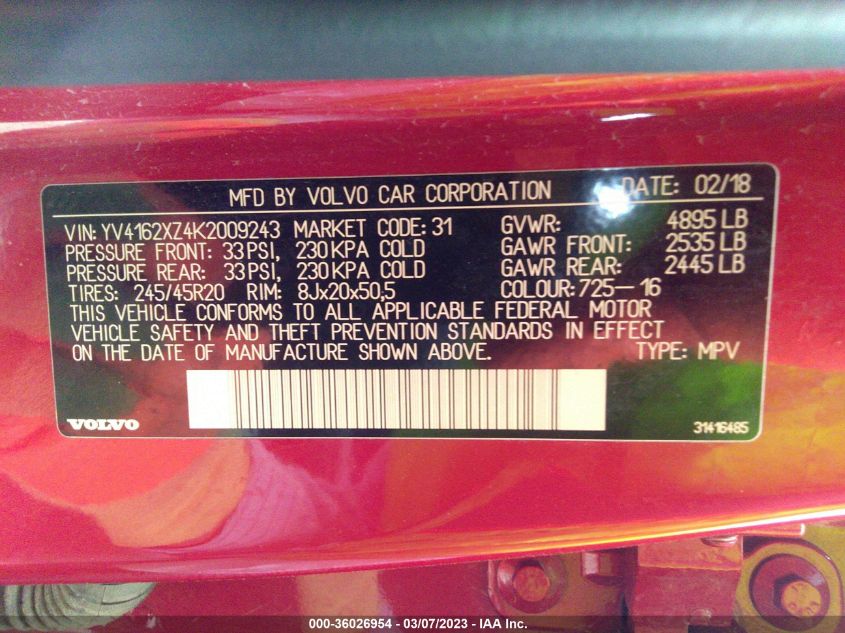 MFD BY VOLVO CAR CORPORATION DATE: 02/18
VIN: YV4162XZ4K2009243 MARKET CODE: 31 GVWR: 4895 LB
PRESSURE FRONT: 33 PSI, 230 KPA COLD GAWR FRONT: 2535 LB
PRESSURE REAR: 33 PSI, 230 KPA COLD GAWR REAR: 2445 LB
TIRES: 245/45R20 RIM: 8Jx20x50,5 COLOUR: 725-16
THIS VEHICLE CONFORMS TO ALL APPLICABLE FEDERAL MOTOR
VEHICLE SAFETY AND THEFT PREVENTION STANDARDS IN EFFECT
ON THE DATE OF MANUFACTURE SHOWN ABOVE. TYPE: MPV
VOLVO 31416485
000-36026954 - 03/07/2023 - IAA Inc.